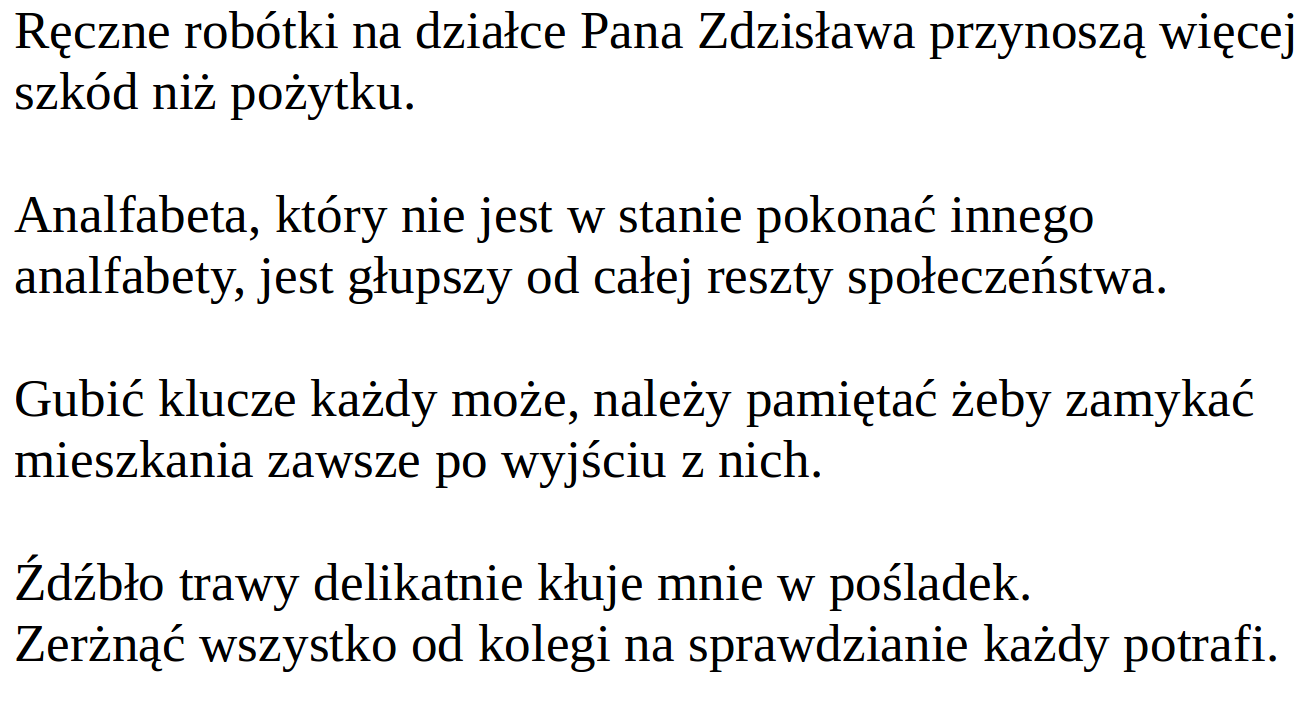 Ręczne robótki na działce Pana Zdzisława przynoszą więcej
szkód niż pożytku.
Analfabeta, który nie jest w stanie pokonać innego
analfabety, jest głupszy od całej reszty społeczeństwa.
Gubić klucze każdy może, należy pamiętać żeby zamykać
mieszkania zawsze po wyjściu z nich.
Źdźbło trawy delikatnie kłuje mnie w pośladek.
Zerżnąć wszystko od kolegi na sprawdzianie każdy potrafi.